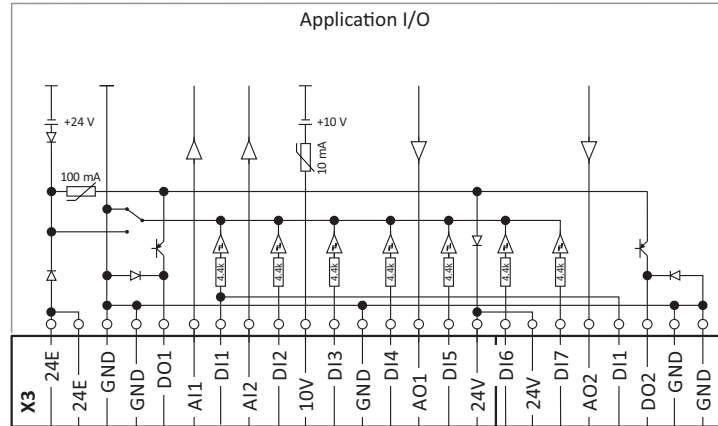 Application I/O
+24 V
+10 V
100 mA
10 mA
4.4k
4.4k
4.4k
4.4k
4.4k
4.4k
4.4k
X3
24E
24E
GND
GND
DO1
AI1
DI1
AI2
DI2
10V
DI3
GND
DI4
AO1
DI5
24V
DI6
24V
DI7
AO2
DI1
DO2
GND
GND